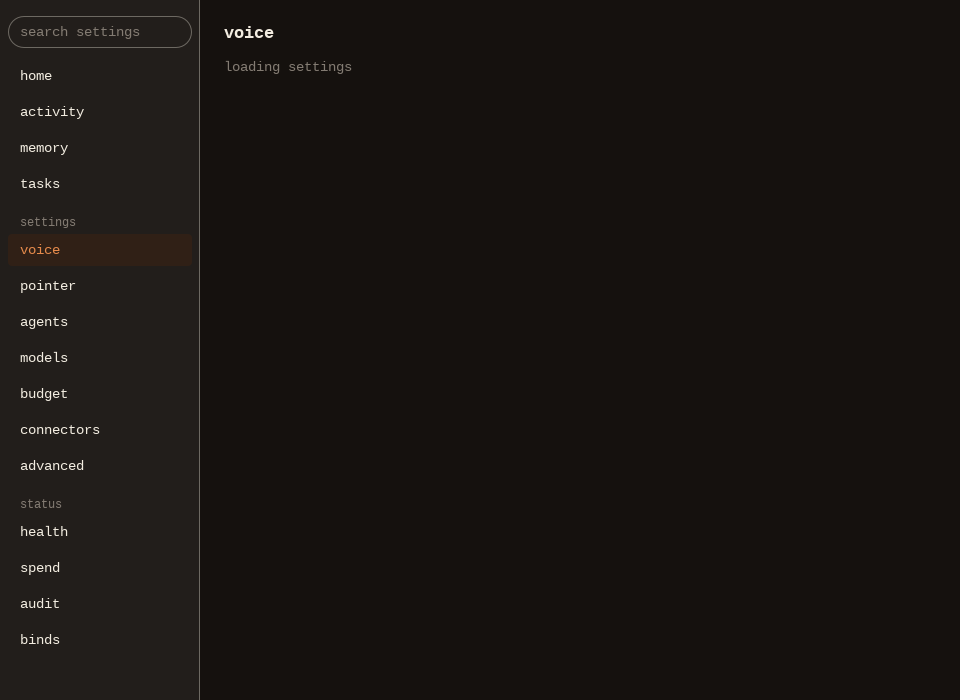 search settings
home
activity
memory
tasks
settings
voice
pointer
agents
models
budget
connectors
advanced
status
health
spend
audit
binds
voice
loading settings